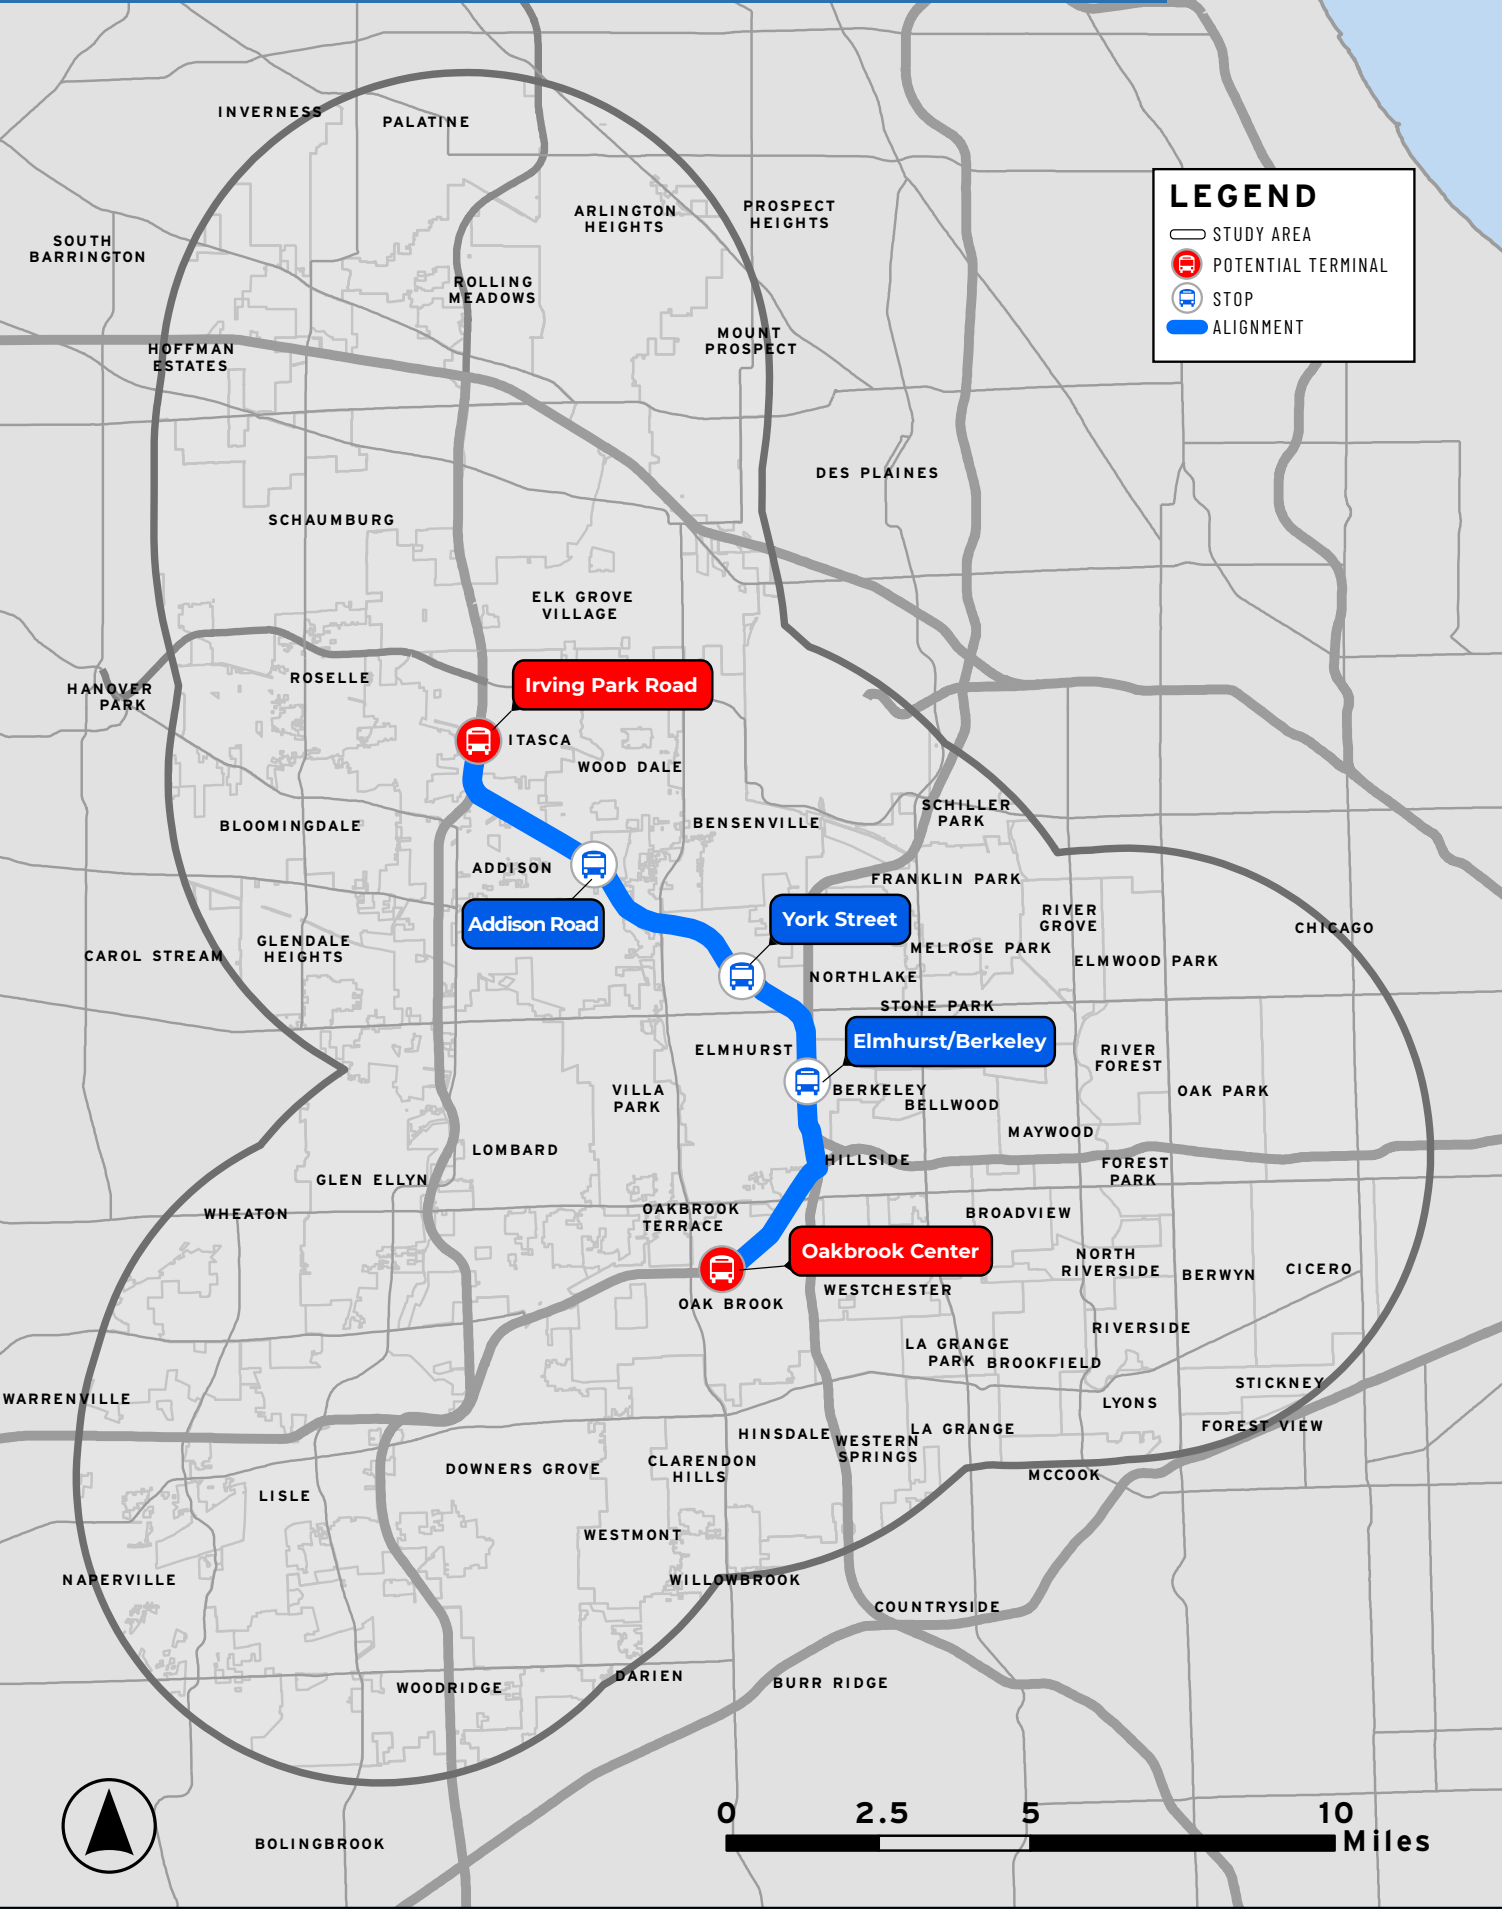 INVERNESS
PALATINE
ARLINGTON
HEIGHTS
PROSPECT
HEIGHTS
SOUTH
BARRINGTON
ROLLING
MEADOWS
MOUNT
PROSPECT
HOFFMAN
ESTATES
LEGEND
STUDY AREA
POTENTIAL TERMINAL
STOP
ALIGNMENT
DES PLAINES
SCHAUMBURG
ELK GROVE
VILLAGE
ROSELLE
HANOVER
PARK
Irving Park Road
ITASCA
WOOD DALE
SCHILLER
PARK
BENSENVILLE
BLOOMINGDALE
ADDISON
FRANKLIN PARK
Addison Road
York Street
RIVER
GROVE
CHICAGO
GLENDALE
HEIGHTS
CAROL STREAM
MELROSE PARK
ELMWOOD PARK
NORTHLAKE
STONE PARK
Elmhurst/Berkeley
ELMHURST
RIVER
FOREST
BERKELEY
OAK PARK
VILLA
PARK
BELLWOOD
MAYWOOD
LOMBARD
HILLSIDE
FOREST
PARK
GLEN ELLYN
WHEATON
OAKBROOK
TERRACE
BROADVIEW
Oakbrook Center
NORTH
RIVERSIDE
BERWYN
CICERO
WESTCHESTER
OAK BROOK
RIVERSIDE
LA GRANGE
PARK
BROOKFIELD
STICKNEY
WARRENVILLE
LYONS
FOREST VIEW
LA GRANGE
HINSDALE
WESTERN
SPRINGS
CLARENDON
HILLS
DOWNERS GROVE
MCCOOK
LISLE
WESTMONT
NAPERVILLE
WILLOWBROOK
COUNTRYSIDE
DARIEN
BURR RIDGE
WOODRIDGE
BOLINGBROOK
0 2.5 5 10
Miles